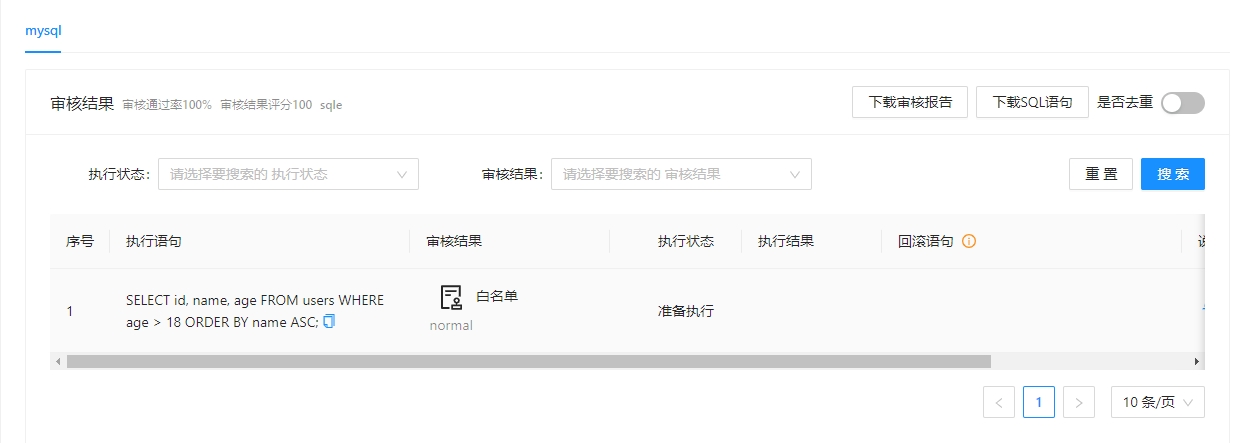 mysql
审核结果 审核通过率100% 审核结果评分100 sqle 下载审核报告 下载SQL语句 是否去重
执行状态: 请选择要搜索的 执行状态 审核结果: 请选择要搜索的 审核结果 重 置 搜 索
序号 执行语句 审核结果 执行状态 执行结果 回滚语句
1 SELECT id, name, age FROM users WHERE 白名单 准备执行
age > 18 ORDER BY name ASC; normal
1 10 条/页